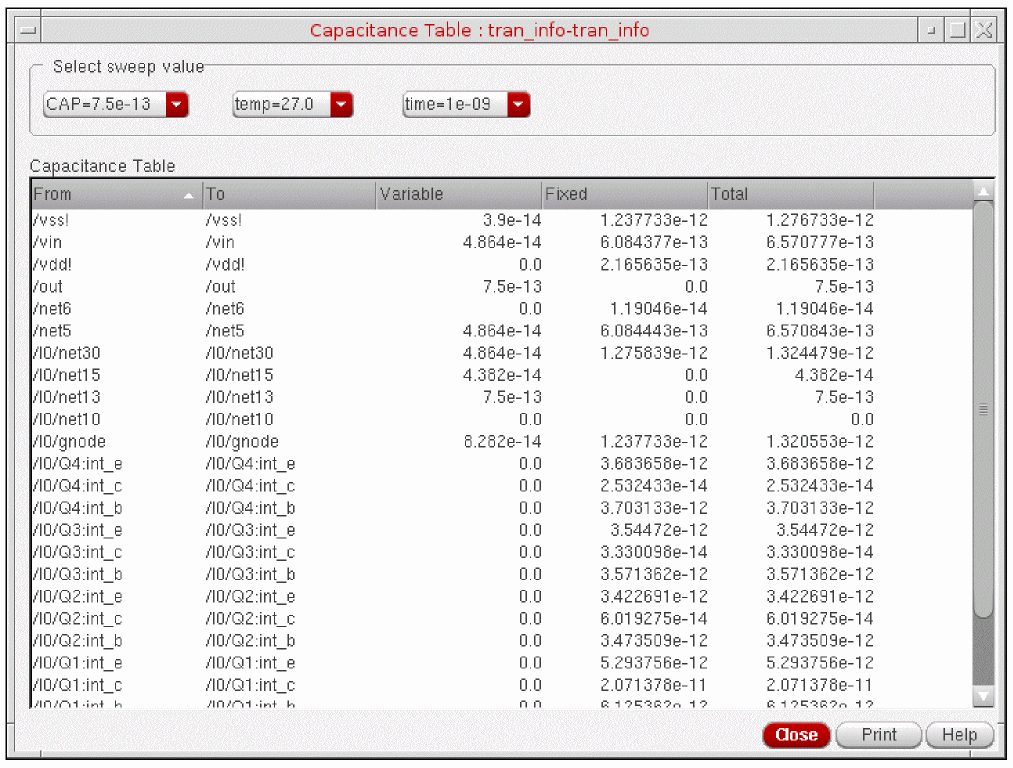 Capacitance Table : tran_info-tran_info
Select sweep value
CAP=7.5e-13 temp=27.0 time=1e-09
Capacitance Table
From To Variable Fixed Total
/vss! /vss! 3.9e-14 1.237733e-12 1.276733e-12
/vin /vin 4.864e-14 6.084377e-13 6.570777e-13
/vdd! /vdd! 0.0 2.165635e-13 2.165635e-13
/out /out 7.5e-13 0.0 7.5e-13
/net6 /net6 0.0 1.19046e-14 1.19046e-14
/net5 /net5 4.864e-14 6.084443e-13 6.570843e-13
/I0/net30 /I0/net30 4.864e-14 1.275839e-12 1.324479e-12
/I0/net15 /I0/net15 4.382e-14 0.0 4.382e-14
/I0/net13 /I0/net13 7.5e-13 0.0 7.5e-13
/I0/net10 /I0/net10 0.0 0.0 0.0
/I0/gnode /I0/gnode 8.282e-14 1.237733e-12 1.320553e-12
/I0/Q4:int_e /I0/Q4:int_e 0.0 3.683658e-12 3.683658e-12
/I0/Q4:int_c /I0/Q4:int_c 0.0 2.532433e-14 2.532433e-14
/I0/Q4:int_b /I0/Q4:int_b 0.0 3.703133e-12 3.703133e-12
/I0/Q3:int_e /I0/Q3:int_e 0.0 3.54472e-12 3.54472e-12
/I0/Q3:int_c /I0/Q3:int_c 0.0 3.330098e-14 3.330098e-14
/I0/Q3:int_b /I0/Q3:int_b 0.0 3.571362e-12 3.571362e-12
/I0/Q2:int_e /I0/Q2:int_e 0.0 3.422691e-12 3.422691e-12
/I0/Q2:int_c /I0/Q2:int_c 0.0 6.019275e-14 6.019275e-14
/I0/Q2:int_b /I0/Q2:int_b 0.0 3.473509e-12 3.473509e-12
/I0/Q1:int_e /I0/Q1:int_e 0.0 5.293756e-12 5.293756e-12
/I0/Q1:int_c /I0/Q1:int_c 0.0 2.071378e-11 2.071378e-11
/I0/Q1:int_b /I0/Q1:int_b 0.0 6.125362e-12 6.125362e-12
Close Print Help